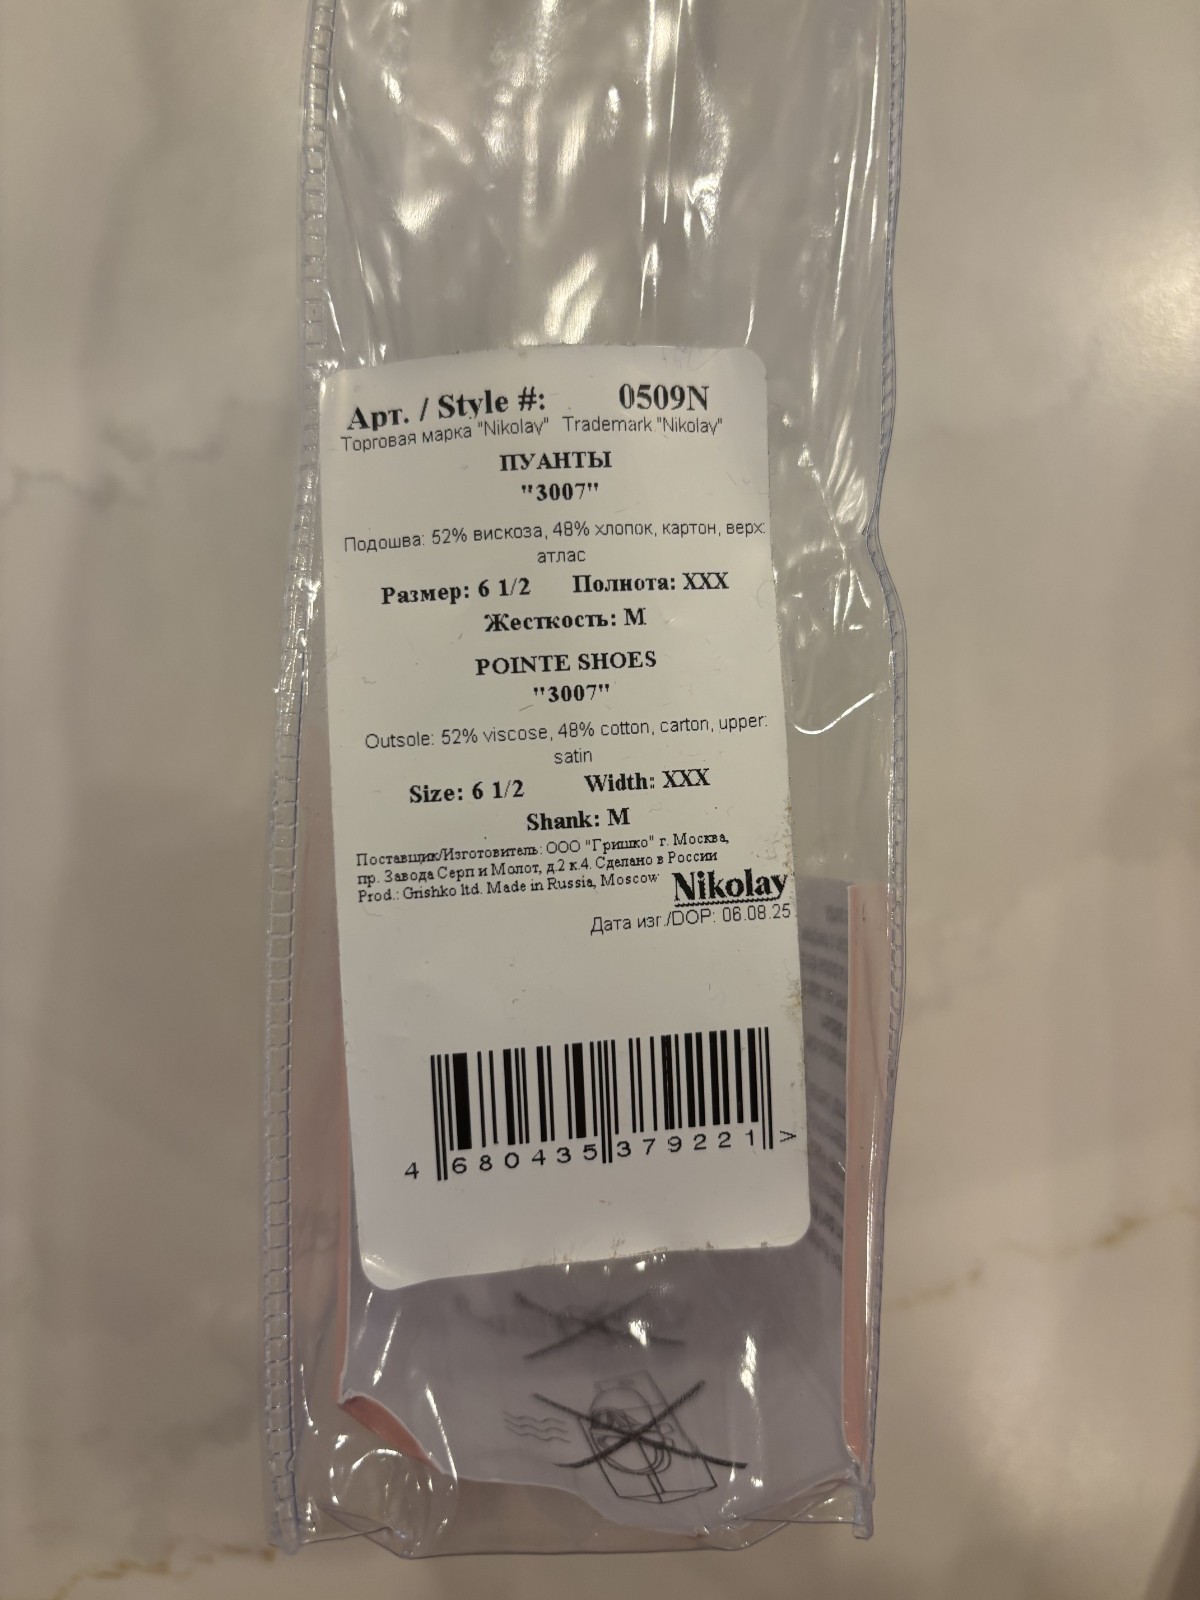 Арт. / Style #: 0509N
Торговая марка "Nikolay" Trademark "Nikolay"
ПУАНТЫ
"3007"
Подошва: 52% вискоза, 48% хлопок, картон, верх:
атлас
Размер: 6 1/2 Полнота: XXX
Жесткость: M
POINTE SHOES
"3007"
Outsole: 52% viscose, 48% cotton, carton, upper:
satin
Size: 6 1/2 Width: XXX
Shank: M
Поставщик/Изготовитель: ООО "Гришко" г. Москва,
пр. Завода Серп и Молот, д.2 к.4. Сделано в России
Prod.: Grishko ltd. Made in Russia, Moscow
Nikolay
Дата изг./DOP: 06.08.25
4 680435 379221 >